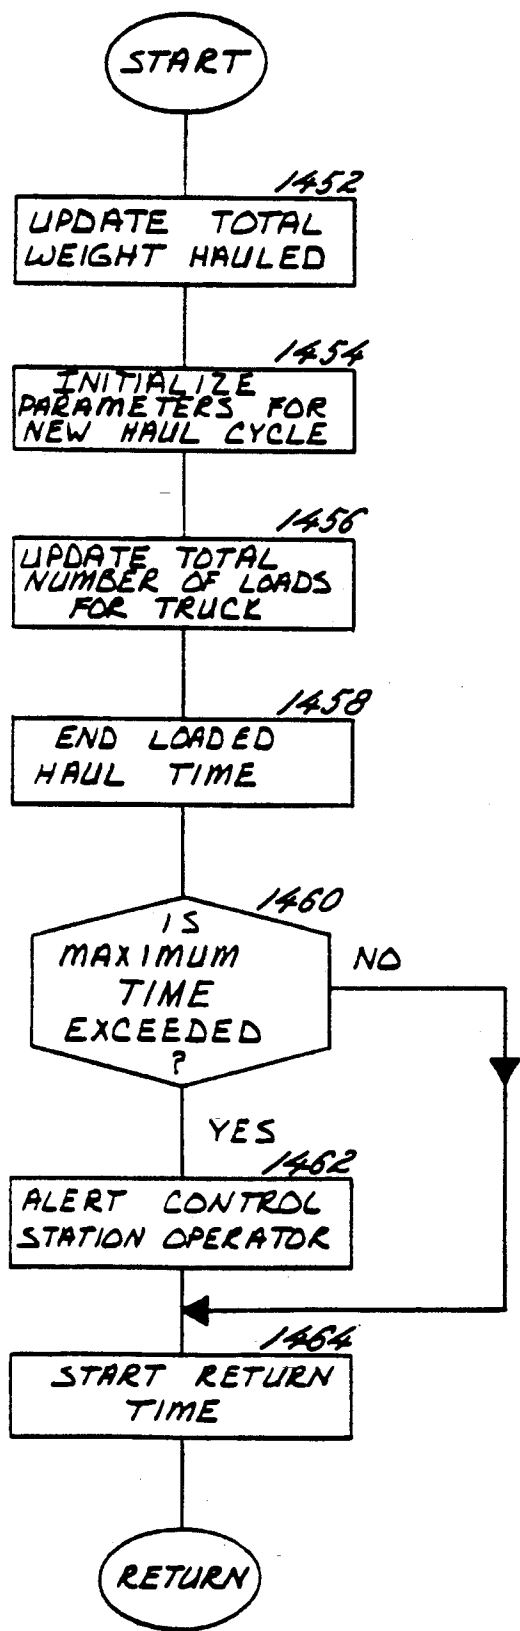 START
1452
UPDATE TOTAL
WEIGHT HAULED
1454
INITIALIZE
PARAMETERS FOR
NEW HAUL CYCLE
1456
UPDATE TOTAL
NUMBER OF LOADS
FOR TRUCK
1458
END LOADED
HAUL TIME
1460
IS
MAXIMUM
TIME
EXCEEDED
?
NO
YES
1462
ALERT CONTROL
STATION OPERATOR
1464
START RETURN
TIME
RETURN